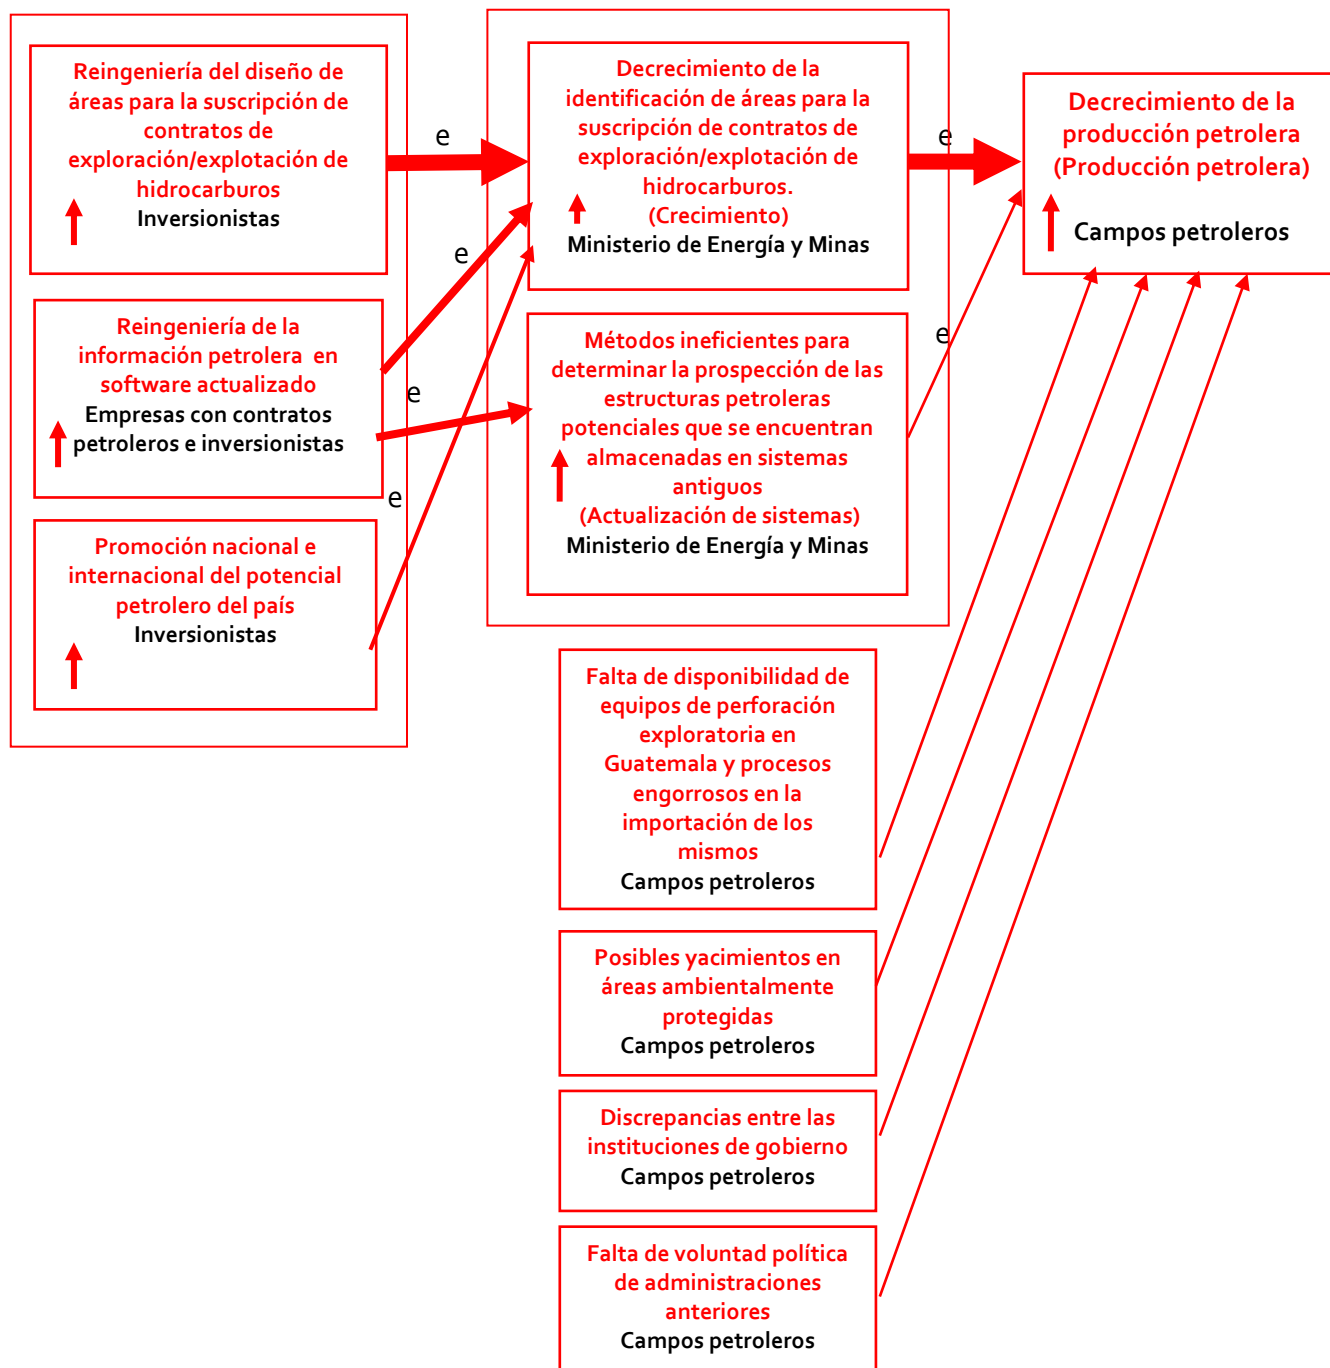 Reingeniería del diseño de
áreas para la suscripción de
contratos de
exploración/explotación de
hidrocarburos
Inversionistas
e
Reingeniería de la
información petrolera en
software actualizado
Empresas con contratos
petroleros e inversionistas
e
e
Promoción nacional e
internacional del potencial
petrolero del país
Inversionistas
e
Decrecimiento de la
identificación de áreas para la
suscripción de contratos de
exploración/explotación de
hidrocarburos.
(Crecimiento)
Ministerio de Energía y Minas
e
Métodos ineficientes para
determinar la prospección de las
estructuras petroleras
potenciales que se encuentran
almacenadas en sistemas
antiguos
(Actualización de sistemas)
Ministerio de Energía y Minas
e
Falta de disponibilidad de
equipos de perforación
exploratoria en
Guatemala y procesos
engorrosos en la
importación de los
mismos
Campos petroleros
Posibles yacimientos en
áreas ambientalmente
protegidas
Campos petroleros
Discrepancias entre las
instituciones de gobierno
Campos petroleros
Falta de voluntad política
de administraciones
anteriores
Campos petroleros
Decrecimiento de la
producción petrolera
(Producción petrolera)
Campos petroleros